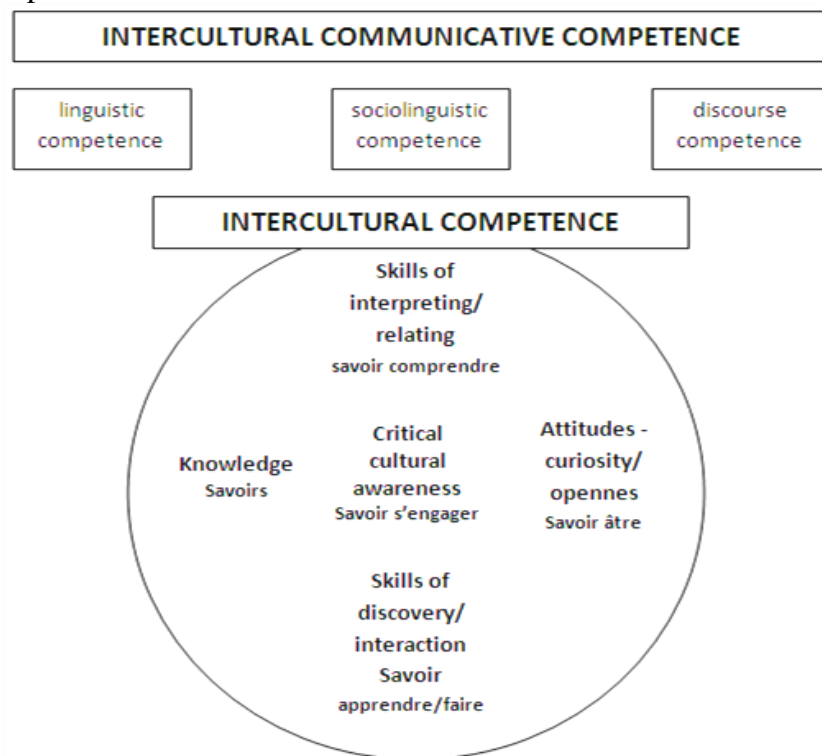 INTERCULTURAL COMMUNICATIVE COMPETENCE
linguistic
competence
sociolinguistic
competence
discourse
competence
INTERCULTURAL COMPETENCE
Skills of
interpreting/
relating
savoir comprendre
Knowledge
Savoirs
Critical
cultural
awareness
Savoir s'engager
Attitudes -
curiosity/
opennes
Savoir âtre
Skills of
discovery/
interaction
Savoir
apprendre/faire